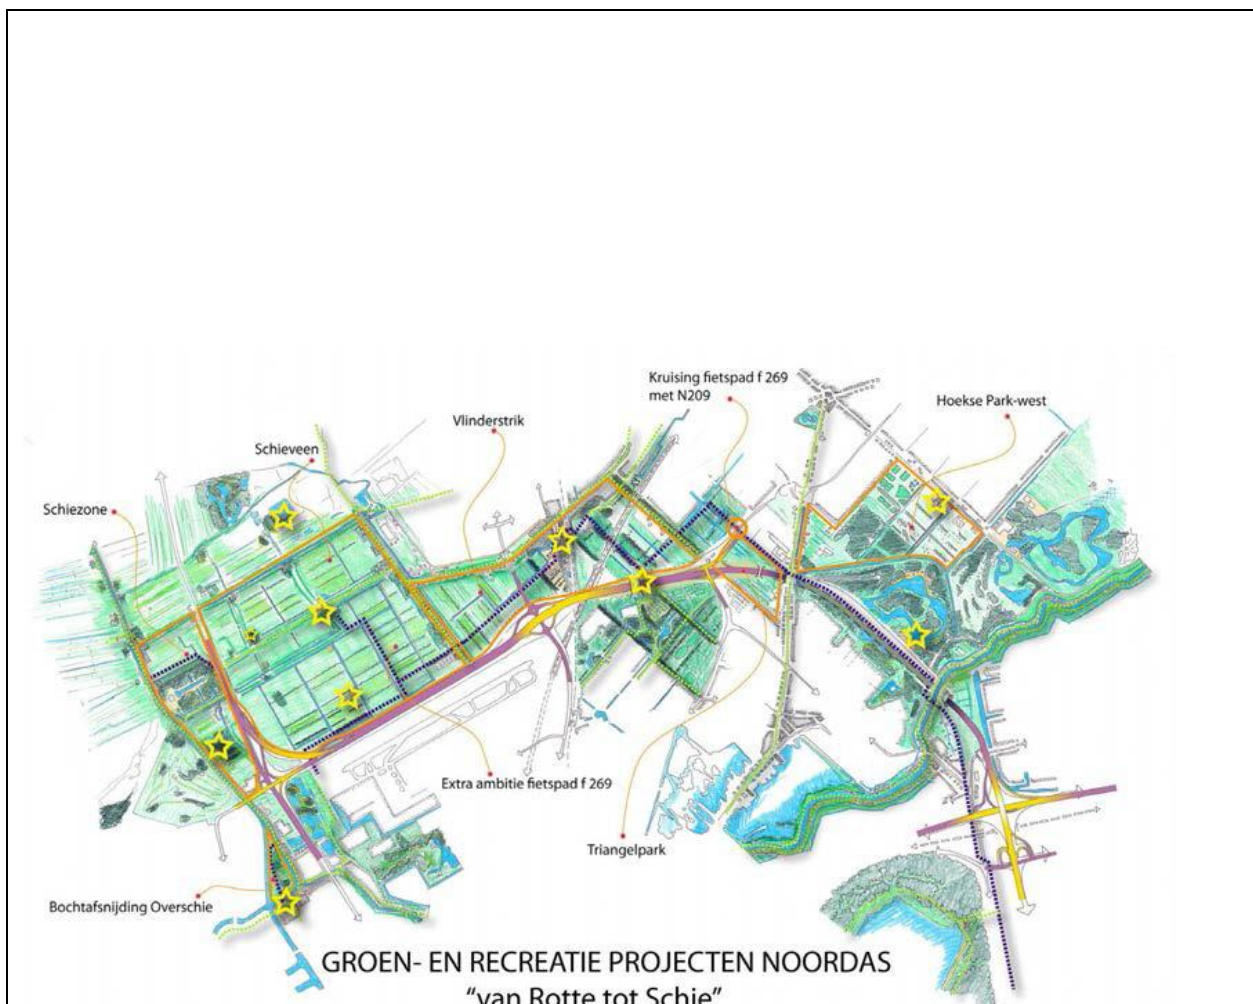 Kruising fietspad f 269
met N209
Hoekse Park-west
Vlinderstrik
Schieveen
Schiezone
Extra ambitie fietspad f 269
Triangelpark
Bochtafsnijding Overschie
GROEN- EN RECREATIE PROJECTEN NOORDAS
“van Rotte tot Schie”